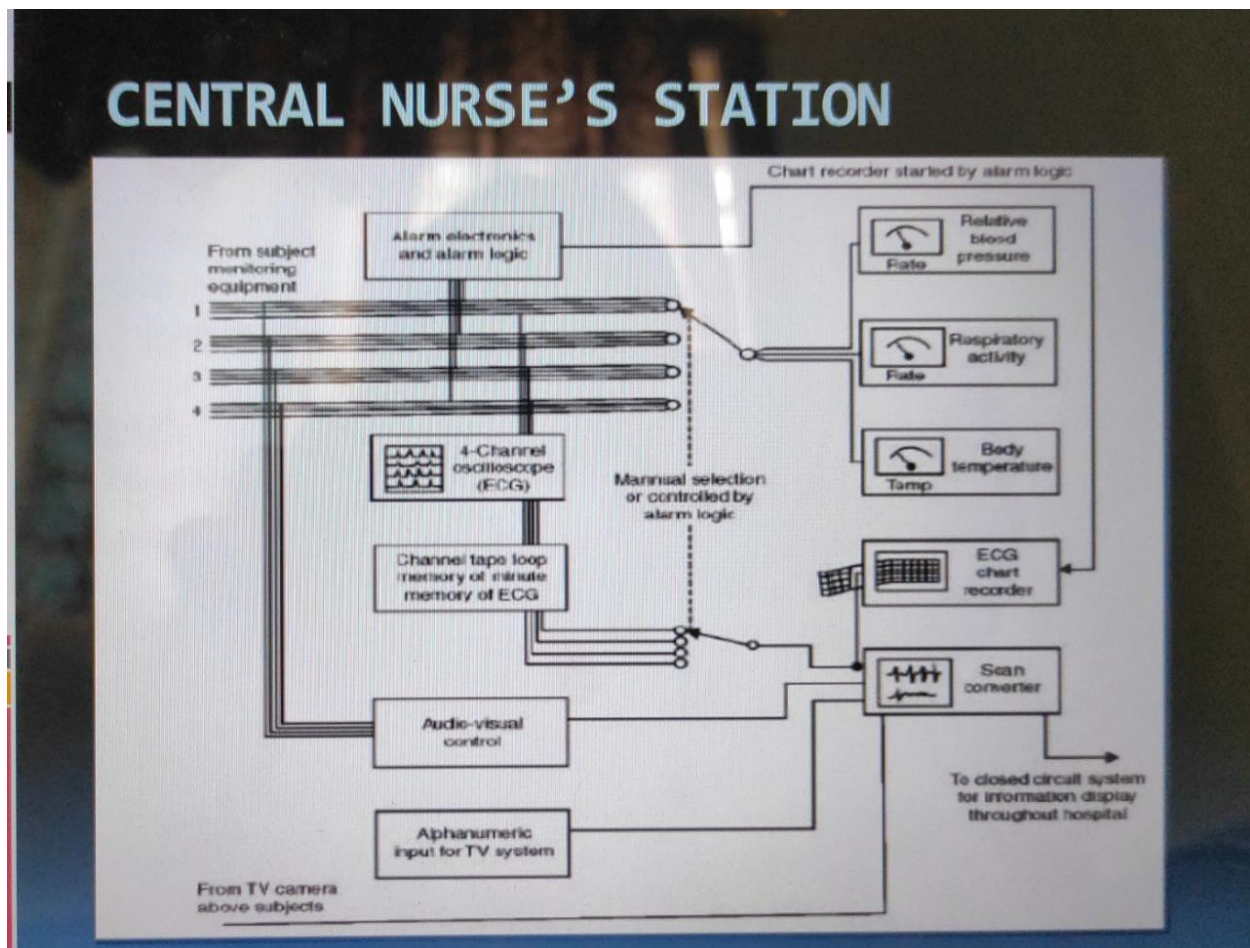 CENTRAL NURSE'S STATION
Chart recorder started by alarm logic
Alarm electronics
and alarm logic
Relative
blood
pressure
Rate
From subject
monitoring
equipment
1
2
3
4
Respiratory
activity
Rate
4-Channel
oscilloscope
(ECG)
Body
temperature
Temp
Mannual selection
or controlled by
alarm logic
Channel tape loop
memory of minute
memory of ECG
ECG
chart
recorder
Scan
converter
Audio-visual
control
To closed circuit system
for information display
throughout hospital
Alphanumeric
input for TV system
From TV camera
above subjects